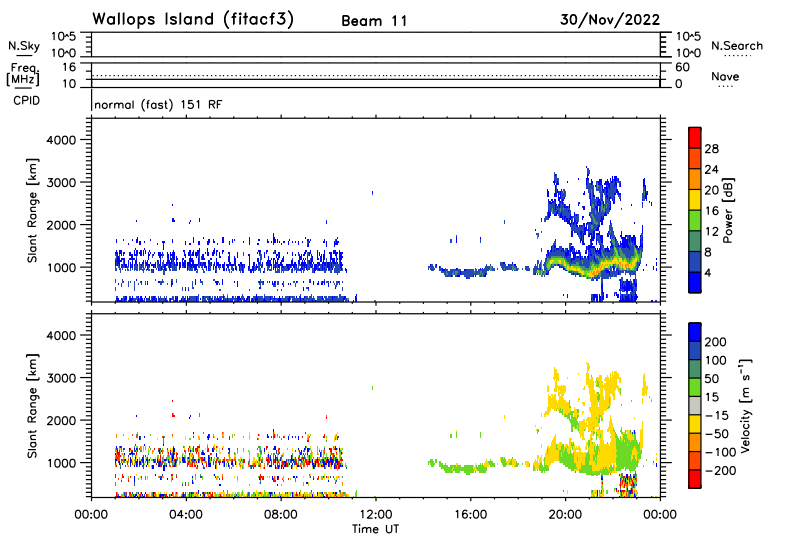 Wallops Island (fitacf3) Beam 11 30/Nov/2022
N.Sky 10^5 10^5 N.Search
10^0 10^0
Freq. 16 60
[MHz] 10 0 Nave
CPID normal (fast) 151 RF
4000
3000
2000
1000
Slant Range [km]
28
24
20
16
12
8
4
Power [dB]
4000
3000
2000
1000
Slant Range [km]
200
100
50
15
-15
-50
-100
-200
Velocity [m s⁻¹]
00:00 04:00 08:00 12:00 16:00 20:00 00:00
Time UT